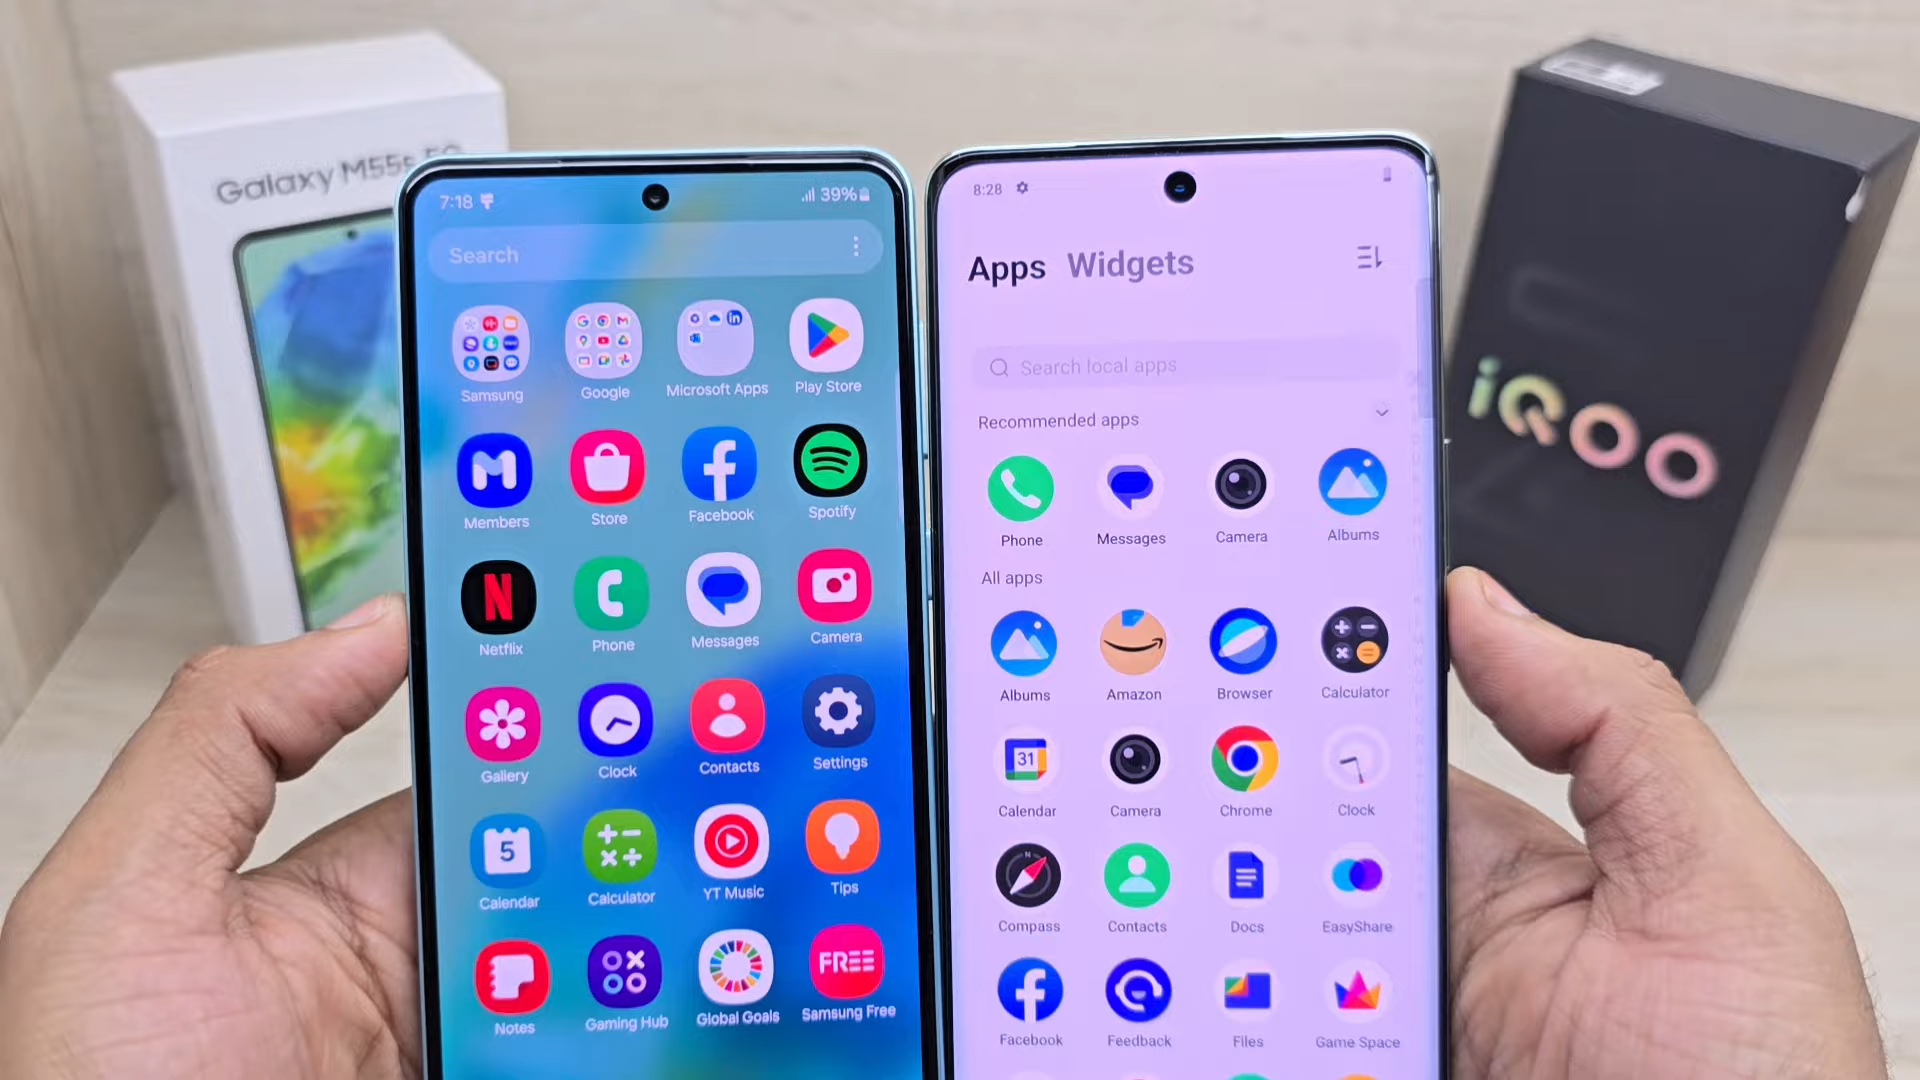 Galaxy M55s 5G
7:18
39%
Search
Samsung
Google
Microsoft Apps
Play Store
Members
Store
Facebook
Spotify
Netflix
Phone
Messages
Camera
Gallery
Clock
Contacts
Settings
5
Calendar
Calculator
YT Music
Tips
FREE
Notes
Gaming Hub
Global Goals
Samsung Free
8:28
Apps Widgets
Search local apps
Recommended apps
Phone
Messages
Camera
Albums
All apps
Albums
Amazon
Browser
Calculator
31
Calendar
Camera
Chrome
Clock
Compass
Contacts
Docs
EasyShare
Facebook
Feedback
Files
Game Space
iQOO